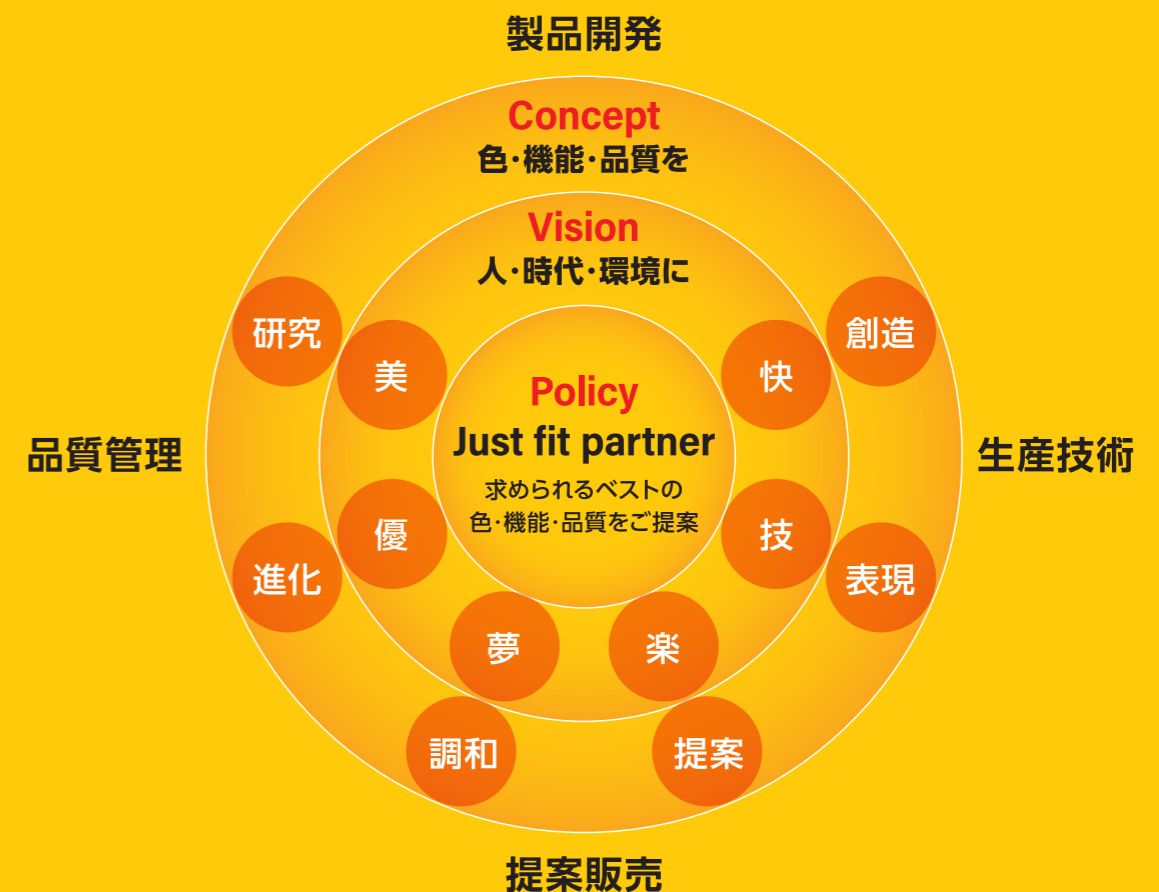 製品開発
Concept
色・機能・品質を
Vision
人・時代・環境に
研究
創造
美
快
Policy
Just fit partner
求められるベストの
色・機能・品質をご提案
品質管理
生産技術
優
技
進化
表現
夢
楽
調和
提案
提案販売